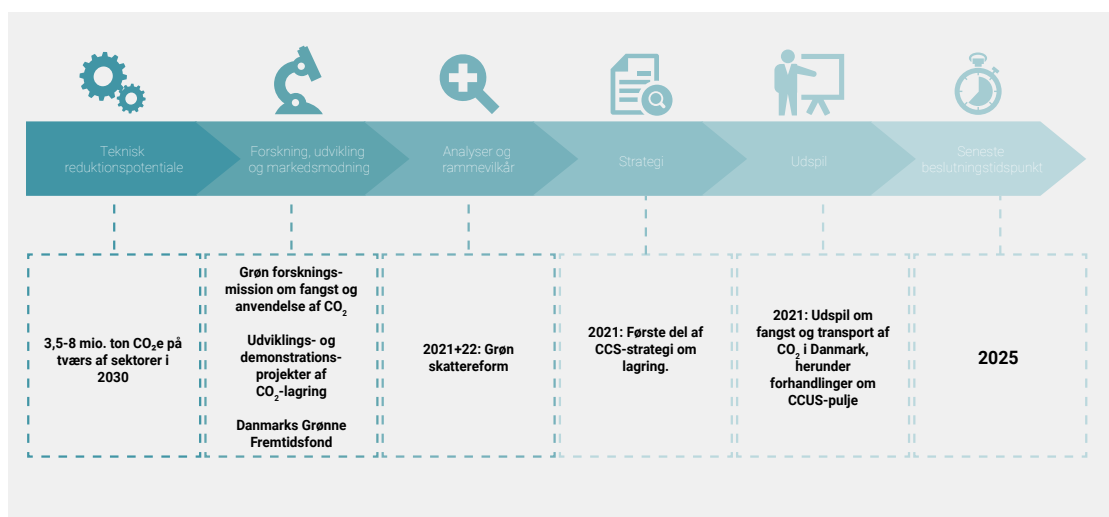 Teknisk
reduktionspotentiale
Forskning, udvikling
og markedsmodning
Analyser og
rammevilkår
Strategi
Udspil
Seneste
beslutningstidspunkt
3,5-8 mio. ton CO₂e på
tværs af sektorer i
2030
Grøn forsknings-
mission om fangst og
anvendelse af CO₂
Udviklings- og
demonstrations-
projekter af
CO₂-lagring
Danmarks Grønne
Fremtidsfond
2021+22: Grøn
skattereform
2021: Første del af
CCS-strategi om
lagring.
2021: Udspil om
fangst og transport af
CO₂ i Danmark,
herunder
forhandlinger om
CCUS-pulje
2025